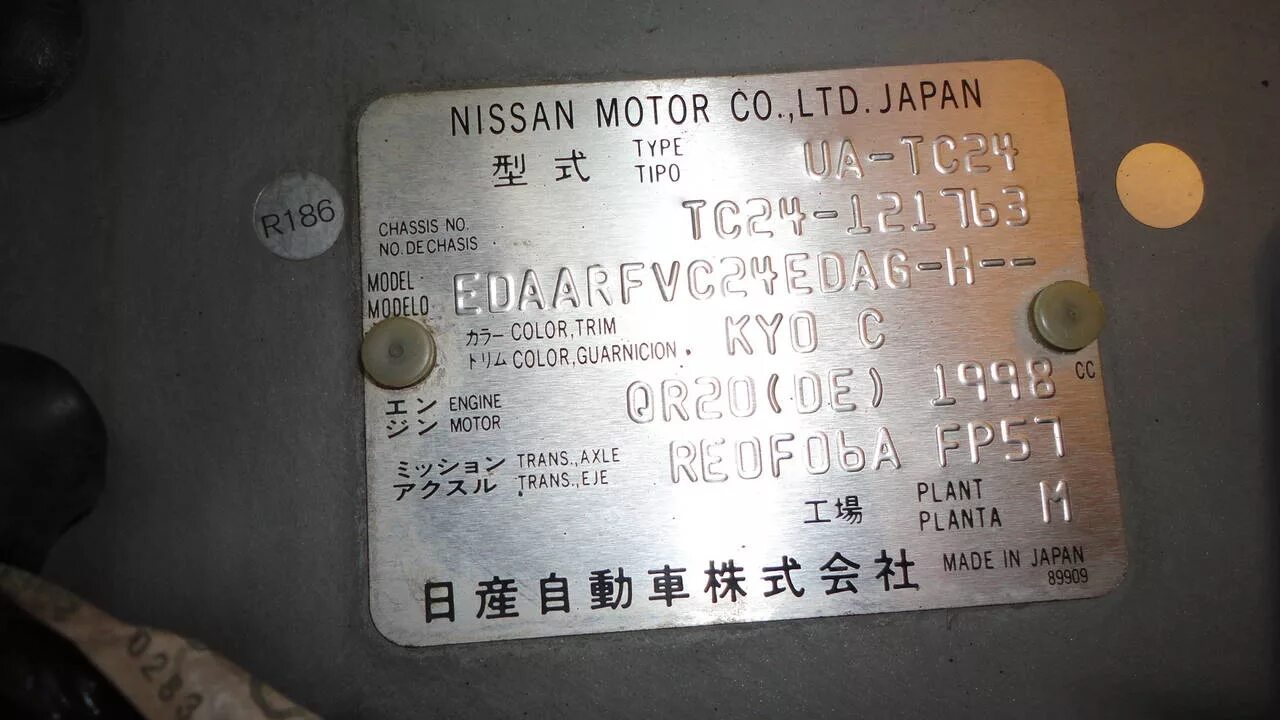 NISSAN MOTOR CO.,LTD. JAPAN
型式 TYPE TIPO UA-TC24
R186
CHASSIS NO. NO. DE CHASIS TC24-121763
MODEL MODELO EDAARFVC24EDAG-H--
カラー COLOR,TRIM KY0 C
トリム COLOR,GUARNICION
エンジン ENGINE MOTOR QR20(DE) 1998 CC
ミッション TRANS.,AXLE RE0F06A FP57
アクスル TRANS.,EJE
工場 PLANT PLANTA M
日産自動車株式会社 MADE IN JAPAN
89909
0283